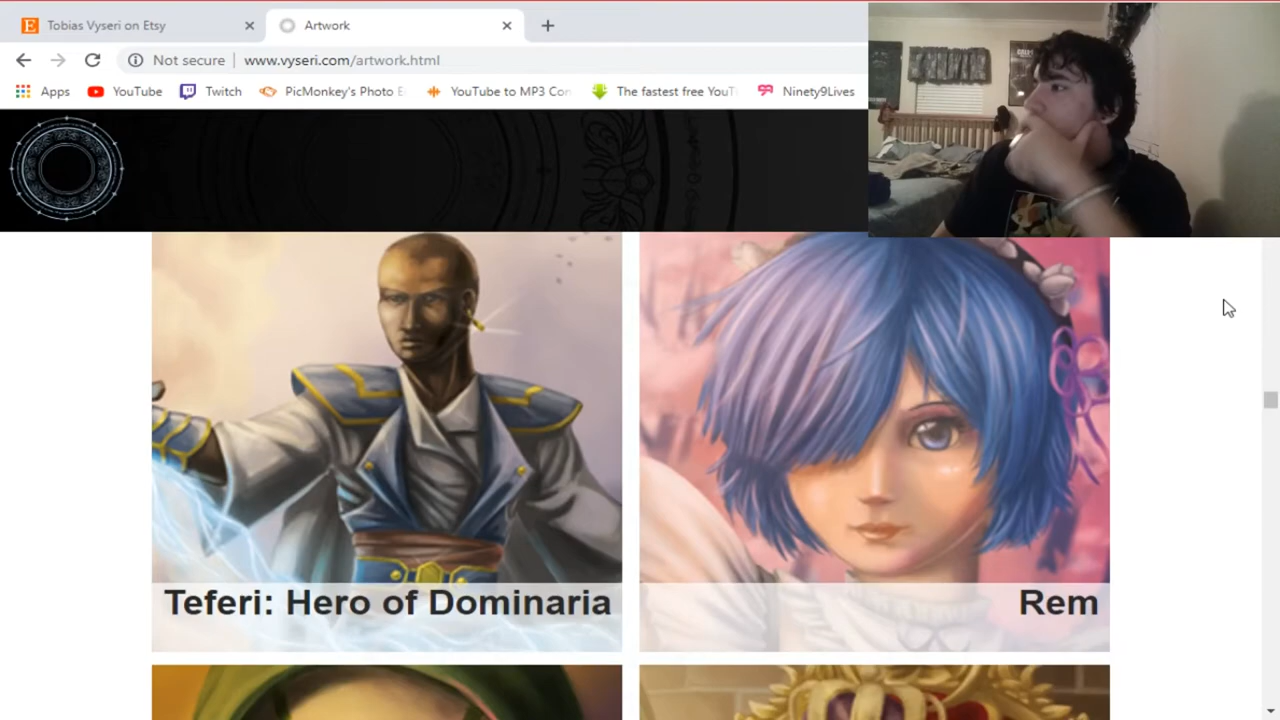 Tobias Vyseri on Etsy
Artwork
Not secure
www.vyseri.com/artwork.html
Apps
YouTube
Twitch
PicMonkey's Photo E
YouTube to MP3 Con
The fastest free YouT
Ninety9Lives
Teferi: Hero of Dominaria
Rem